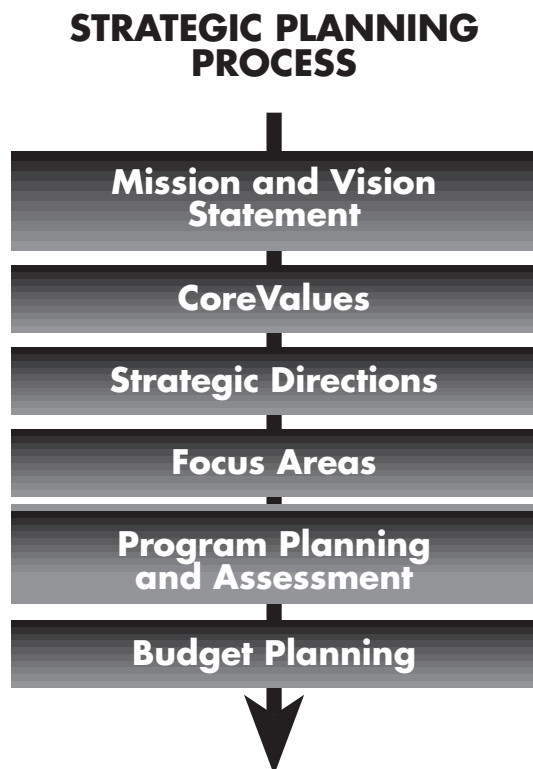 STRATEGIC PLANNING
PROCESS
Mission and Vision
Statement
CoreValues
Strategic Directions
Focus Areas
Program Planning
and Assessment
Budget Planning